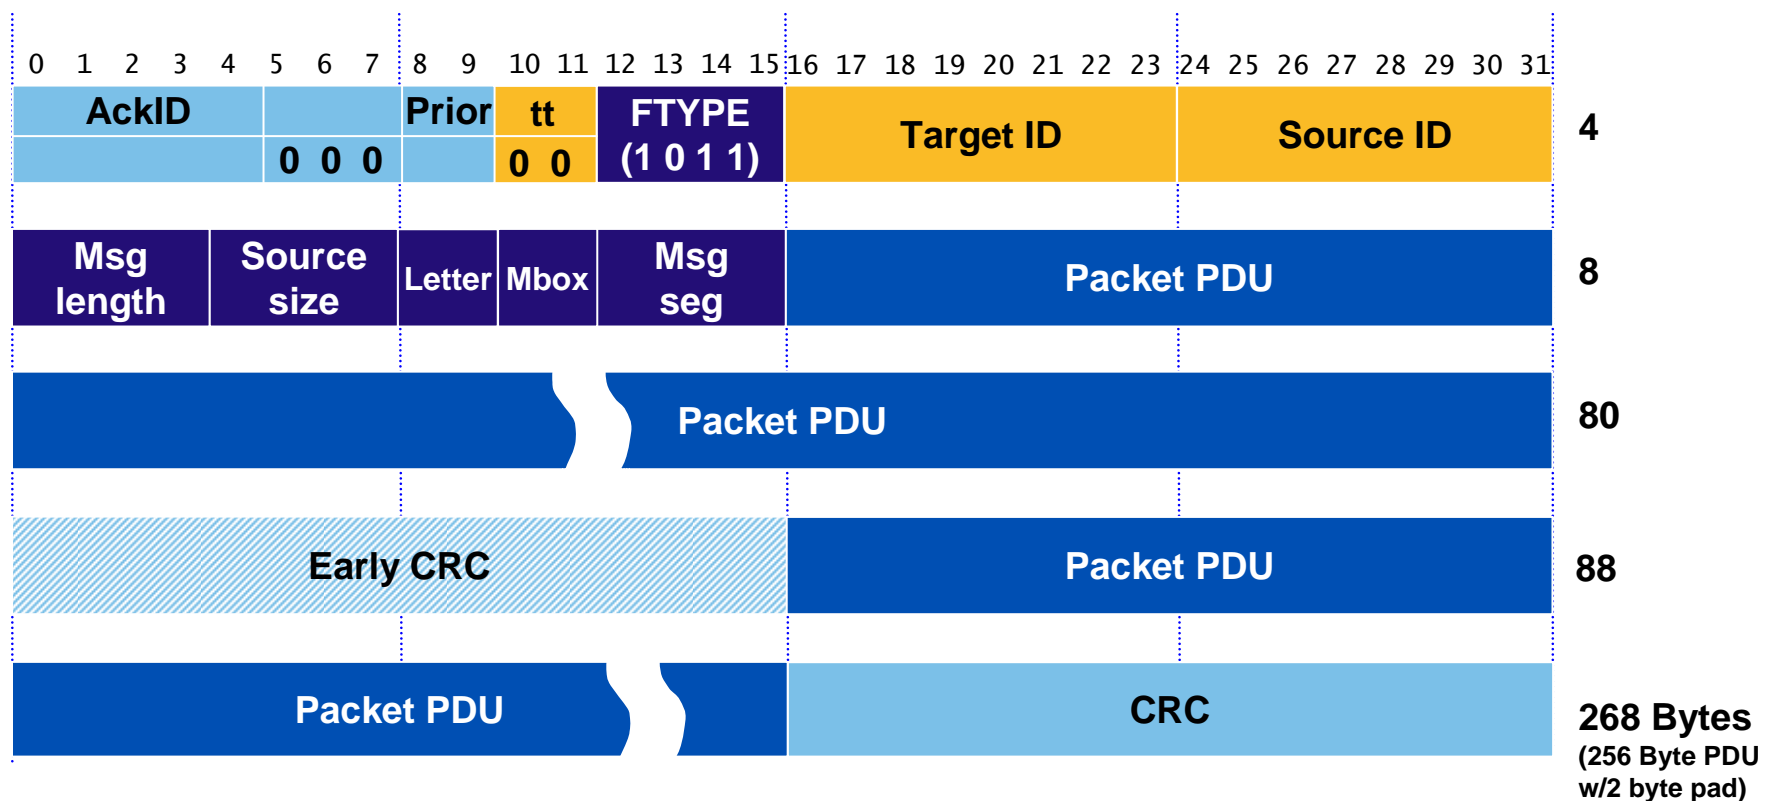 0 1 2 3 4 5 6 7 8 9 10 11 12 13 14 15 16 17 18 19 20 21 22 23 24 25 26 27 28 29 30 31
AckID Prior tt FTYPE Target ID Source ID 4
0 0 0 0 0 (1 0 1 1)
Msg Source Letter Mbox Msg Packet PDU 8
length size seg
Packet PDU 80
Early CRC Packet PDU 88
Packet PDU CRC 268 Bytes
(256 Byte PDU
w/2 byte pad)